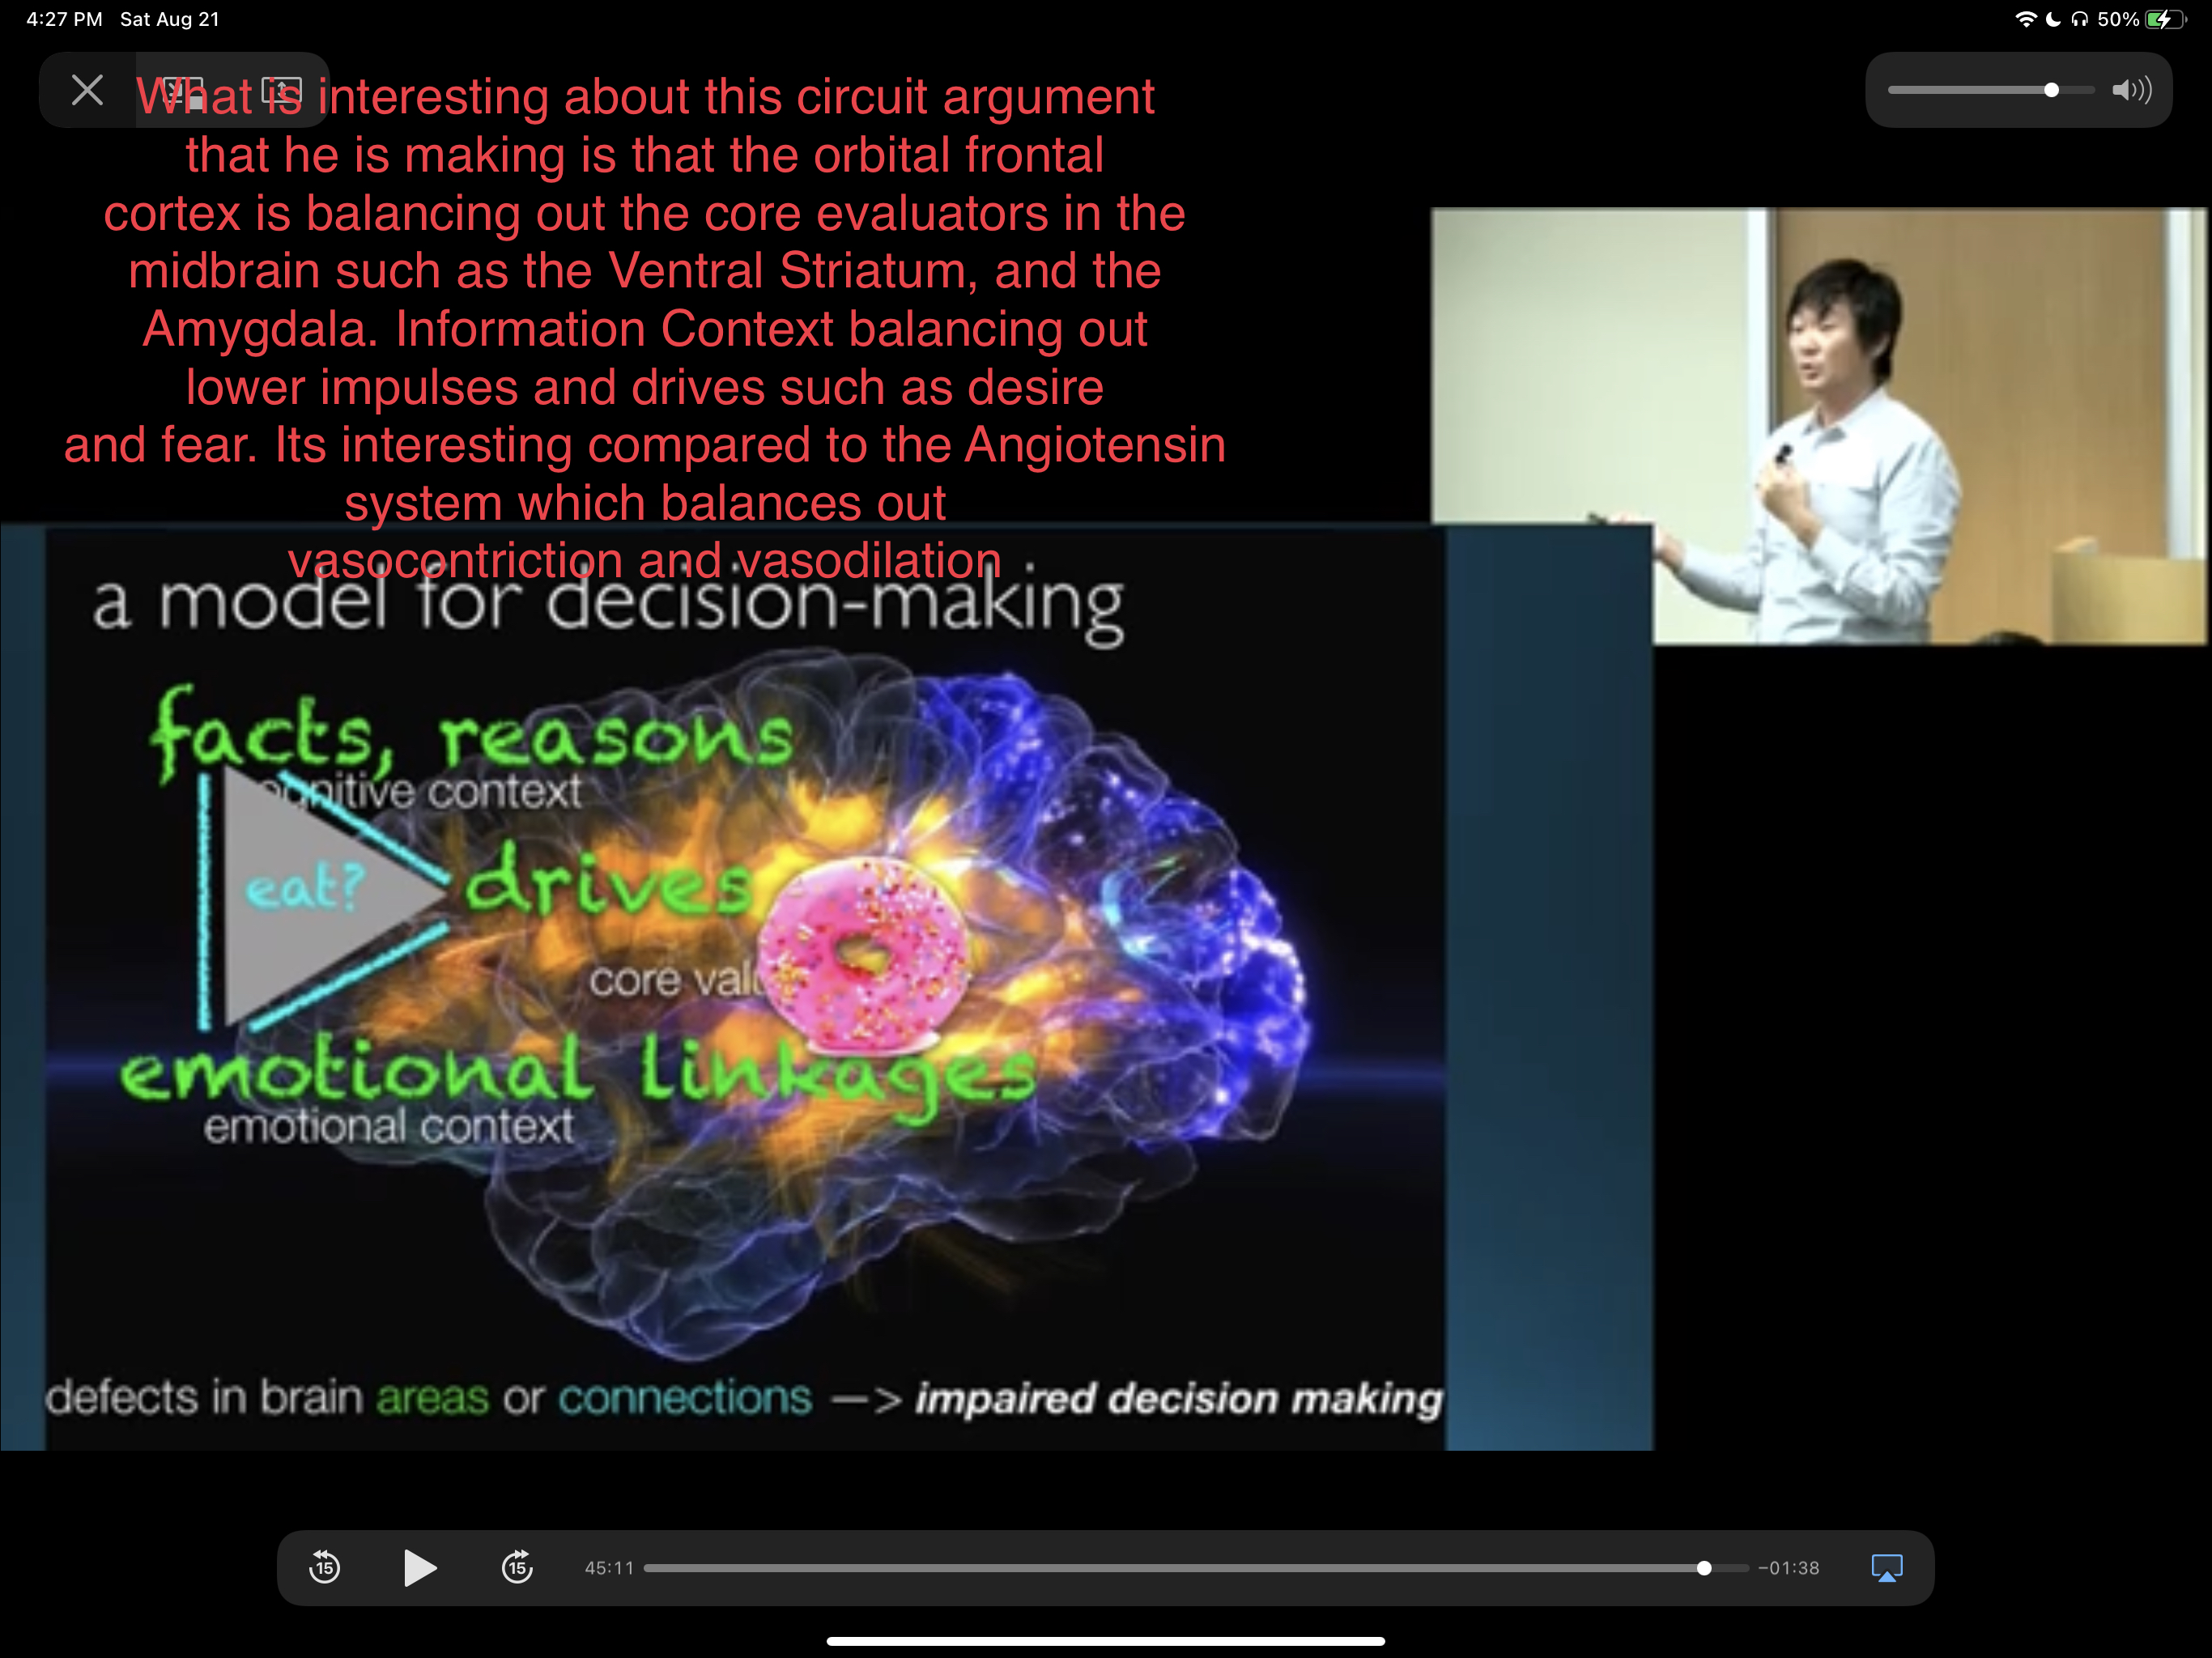 4:27 PM Sat Aug 21
50%
What is interesting about this circuit argument
that he is making is that the orbital frontal
cortex is balancing out the core evaluators in the
midbrain such as the Ventral Striatum, and the
Amygdala. Information Context balancing out
lower impulses and drives such as desire
and fear. Its interesting compared to the Angiotensin
system which balances out
vasocontriction and vasodilation
a model for decision-making
facts, reasons
cognitive context
eat?
drives
core val
emotional linkages
emotional context
defects in brain areas or connections —> impaired decision making
15
15
45:11
-01:38